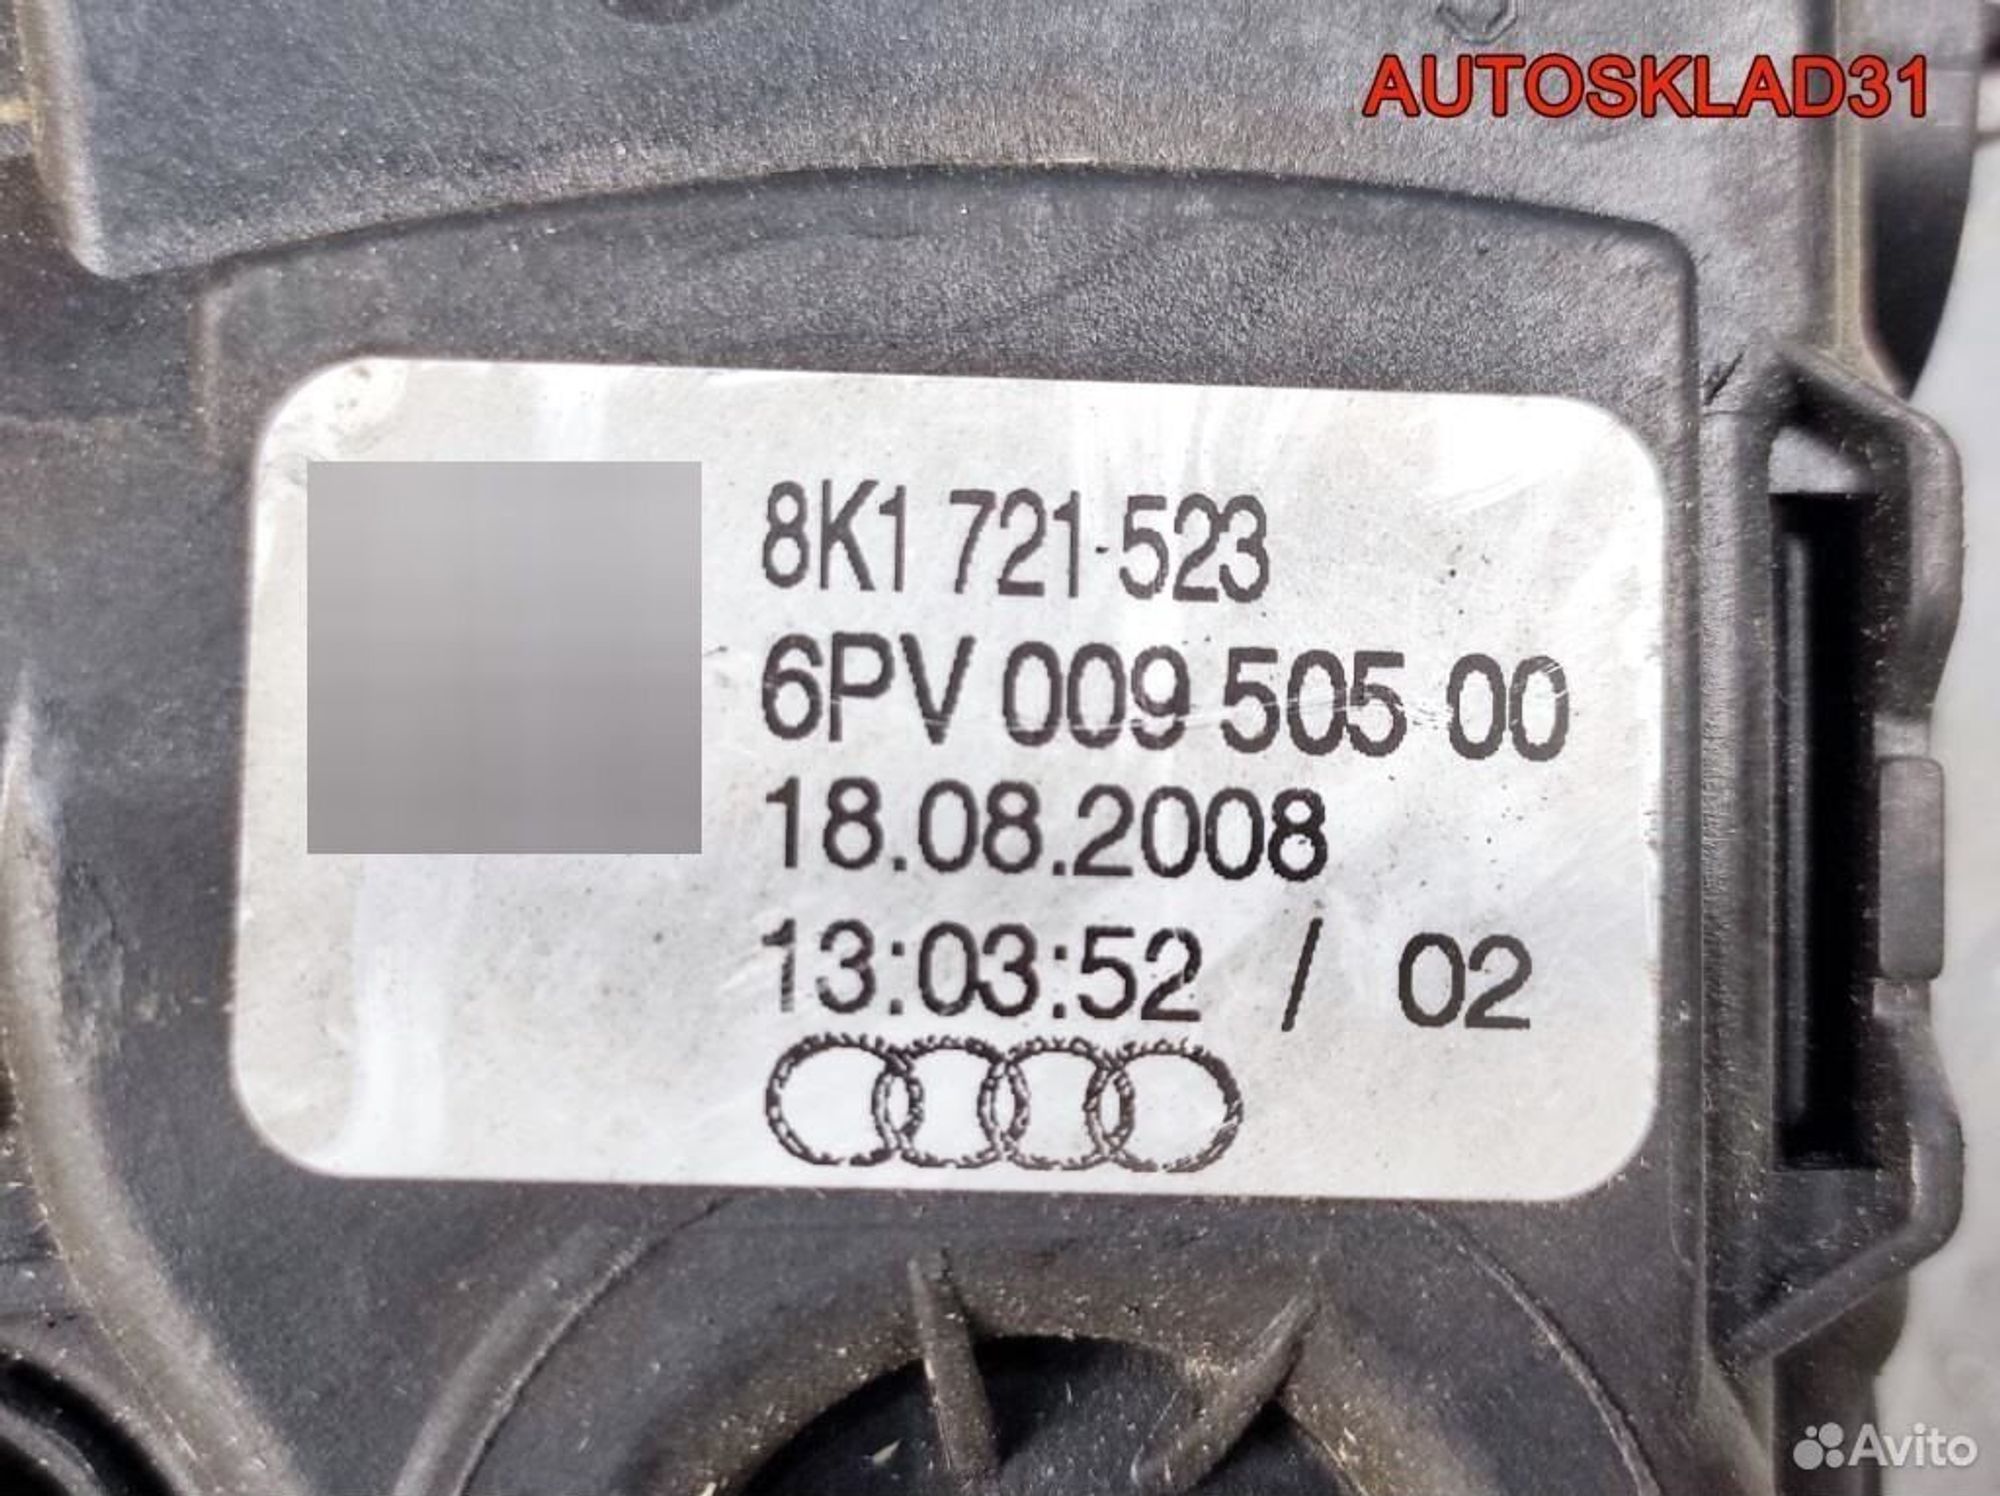 AUTOSKLAD31
8K1 721 523
6PV 009 505 00
18.08.2008
13:03:52 / 02
Avito